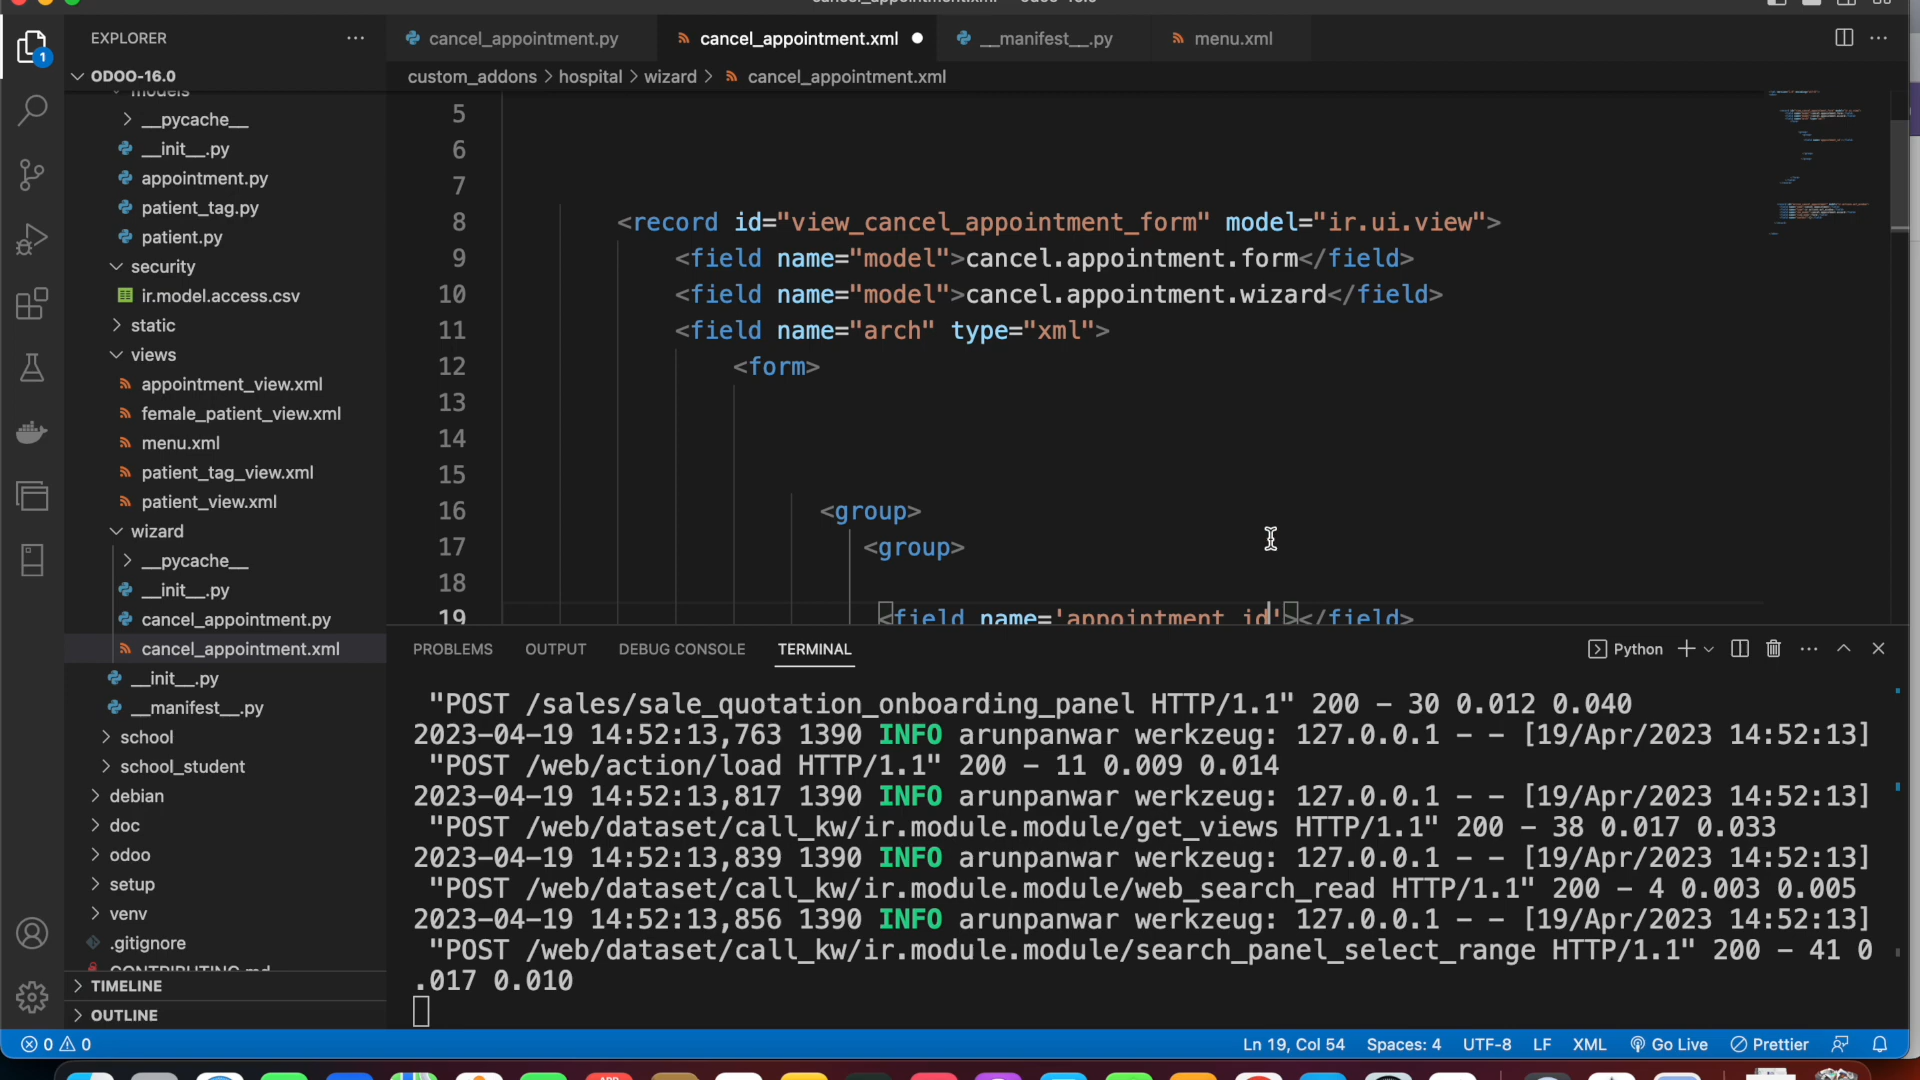 EXPLORER
cancel_appointment.py
cancel_appointment.xml
__manifest__.py
menu.xml
ODOO-16.0
custom_addons > hospital > wizard > cancel_appointment.xml
models
__pycache__
__init__.py
appointment.py
patient_tag.py
patient.py
security
ir.model.access.csv
static
views
appointment_view.xml
female_patient_view.xml
menu.xml
patient_tag_view.xml
patient_view.xml
wizard
__pycache__
__init__.py
cancel_appointment.py
cancel_appointment.xml
__init__.py
__manifest__.py
school
school_student
debian
doc
odoo
setup
venv
.gitignore
CONTRIBUTING.md
TIMELINE
OUTLINE
5
6
7
8 <record id="view_cancel_appointment_form" model="ir.ui.view">
9 <field name="model">cancel.appointment.form</field>
10 <field name="model">cancel.appointment.wizard</field>
11 <field name="arch" type="xml">
12 <form>
13
14
15
16 <group>
17 <group>
18
19 <field name='appointment_id'></field>
PROBLEMS OUTPUT DEBUG CONSOLE TERMINAL
Python
"POST /sales/sale_quotation_onboarding_panel HTTP/1.1" 200 - 30 0.012 0.040
2023-04-19 14:52:13,763 1390 INFO arunpanwar werkzeug: 127.0.0.1 - - [19/Apr/2023 14:52:13]
"POST /web/action/load HTTP/1.1" 200 - 11 0.009 0.014
2023-04-19 14:52:13,817 1390 INFO arunpanwar werkzeug: 127.0.0.1 - - [19/Apr/2023 14:52:13]
"POST /web/dataset/call_kw/ir.module.module/get_views HTTP/1.1" 200 - 38 0.017 0.033
2023-04-19 14:52:13,839 1390 INFO arunpanwar werkzeug: 127.0.0.1 - - [19/Apr/2023 14:52:13]
"POST /web/dataset/call_kw/ir.module.module/web_search_read HTTP/1.1" 200 - 4 0.003 0.005
2023-04-19 14:52:13,856 1390 INFO arunpanwar werkzeug: 127.0.0.1 - - [19/Apr/2023 14:52:13]
"POST /web/dataset/call_kw/ir.module.module/search_panel_select_range HTTP/1.1" 200 - 41 0
.017 0.010
0 0
Ln 19, Col 54 Spaces: 4 UTF-8 LF XML Go Live Prettier